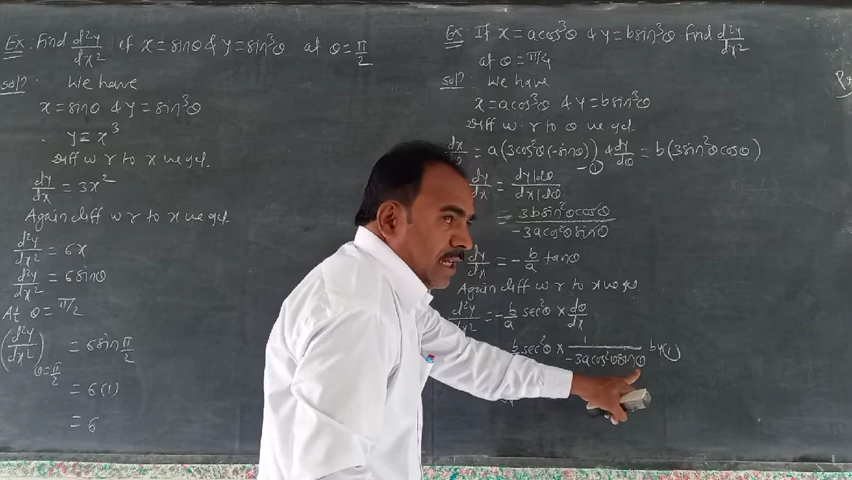 Ex: Find d²y/dx² if x = sinθ & y = sin³θ at θ = π/2
Solⁿ: We have
x = sinθ & y = sin³θ
y = x³
Diff w r to x we get
dy/dx = 3x²
Again diff w r to x we get
d²y/dx² = 6x
d²y/dx² = 6 sinθ
At θ = π/2
(d²y/dx²)θ=π/2 = 6 sin π/2
= 6 (1)
= 6
Ex: If x = a cos³θ & y = b sin³θ find d²y/dx²
at θ = π/4
Solⁿ: We have
x = a cos³θ & y = b sin³θ
Diff w r to θ we get
dx/dθ = a(3cos²θ(-sinθ)) & dy/dθ = b(3sin²θ cosθ)
-①
dy/dx = dy/dθ / dx/dθ
= 3b sin²θ cosθ / -3a cos²θ sinθ
dy/dx = -b/a tanθ
Again diff w r to x we get
d²y/dx² = -b/a sec²θ × dθ/dx
b sec²θ × 1 / -3a cos²θ sinθ by ①